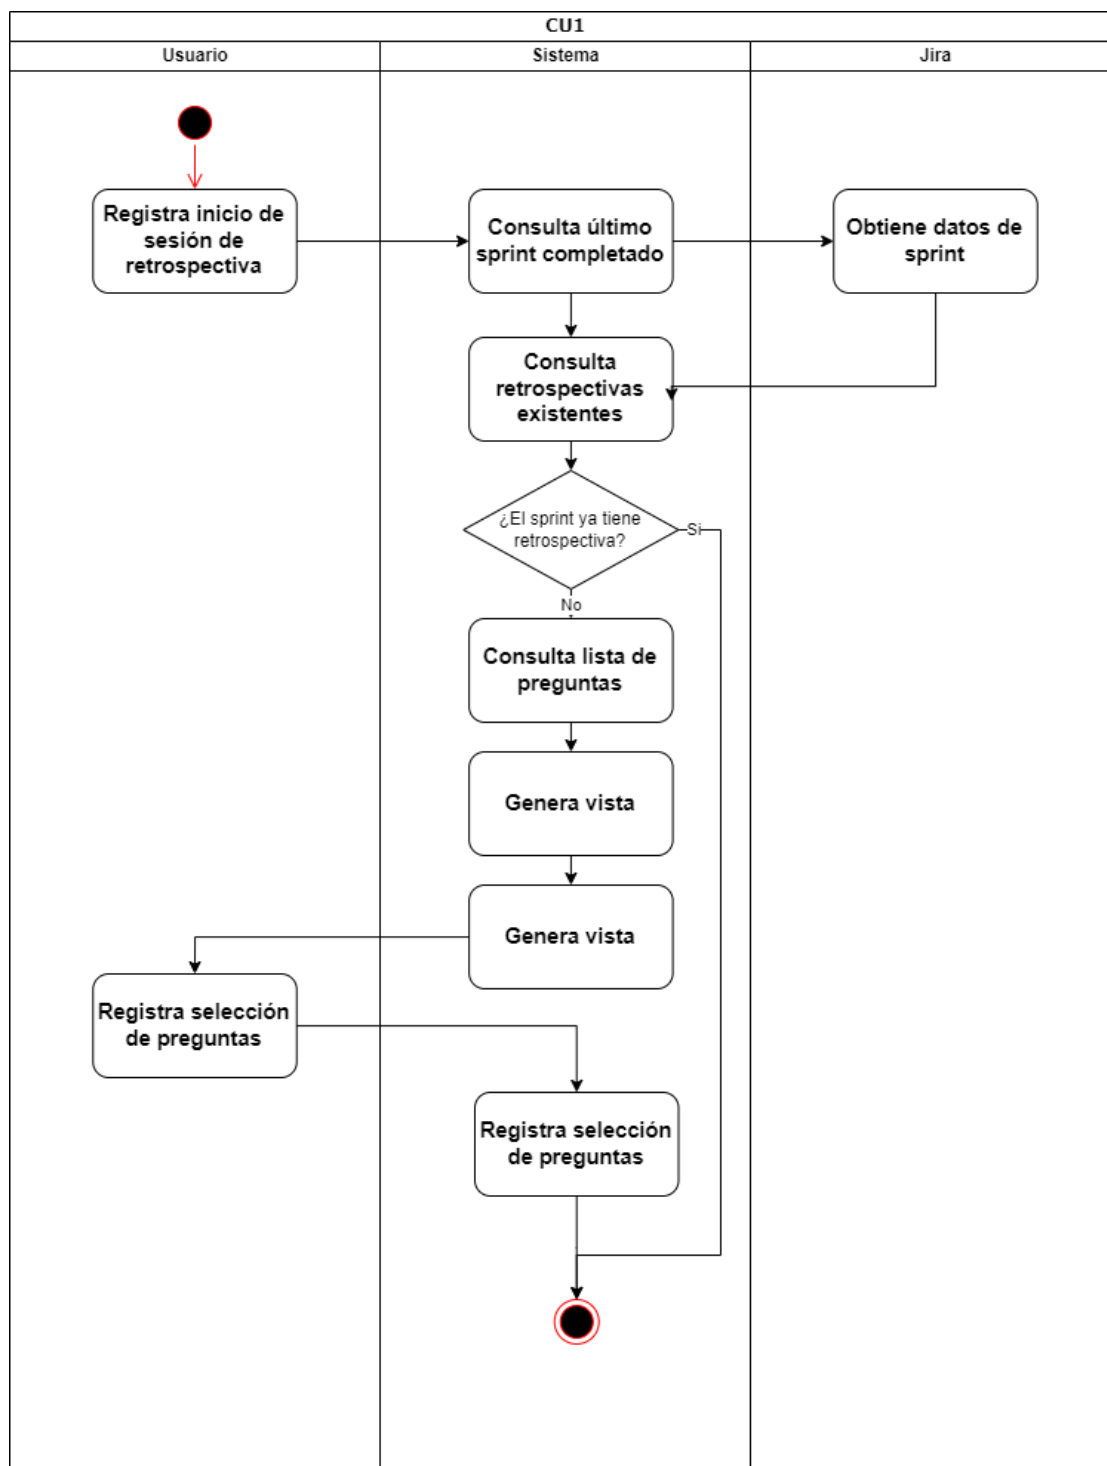 CU1
Usuario
Sistema
Jira
Registra inicio de
sesión de
retrospectiva
Consulta último
sprint completado
Obtiene datos de
sprint
Consulta
retrospectivas
existentes
¿El sprint ya tiene
retrospectiva?
Si
No
Consulta lista de
preguntas
Genera vista
Genera vista
Registra selección
de preguntas
Registra selección
de preguntas